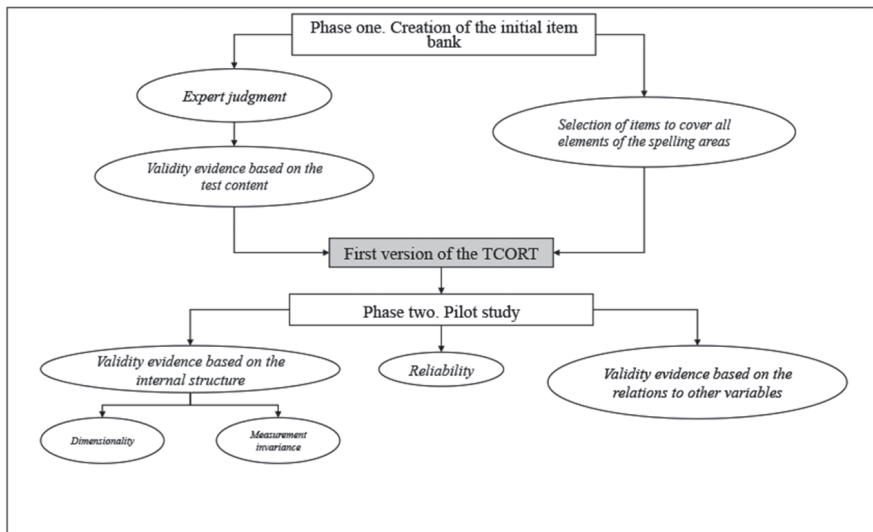 Phase one. Creation of the initial item
bank
Expert judgment
Selection of items to cover all
elements of the spelling areas
Validity evidence based on the
test content
First version of the TCORT
Phase two. Pilot study
Validity evidence based on the
internal structure
Reliability
Validity evidence based on the
relations to other variables
Dimensionality
Measurement
invariance